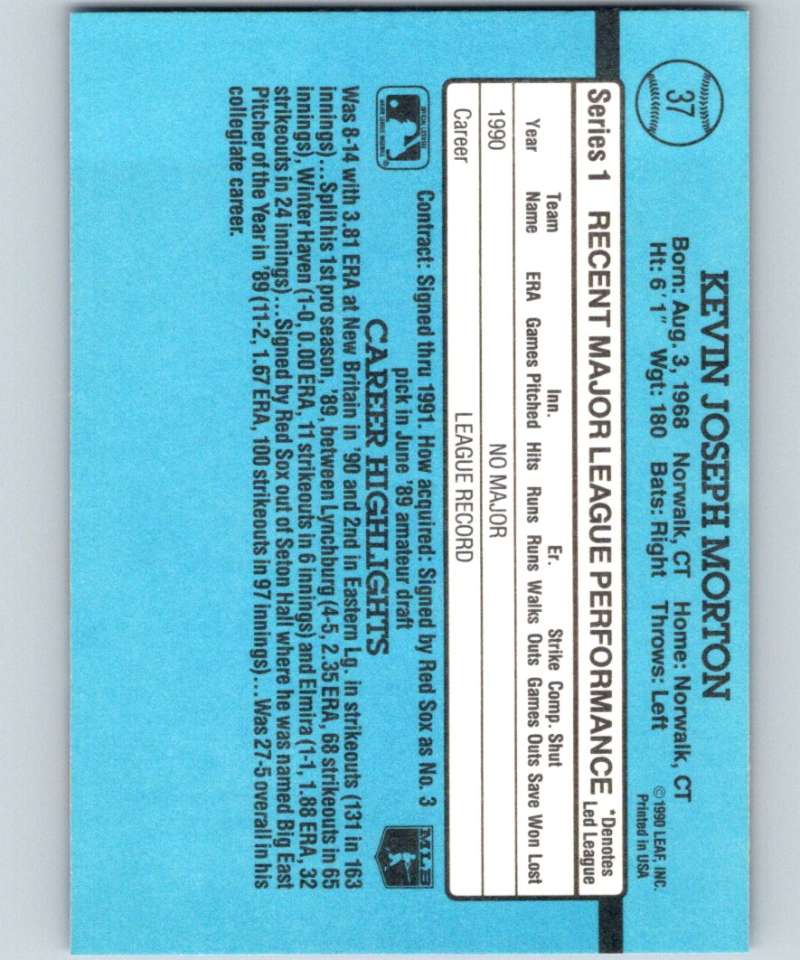 37
KEVIN JOSEPH MORTON
Born: Aug. 3, 1968 Norwalk, CT Home: Norwalk, CT
Ht: 6'1" Wgt: 180 Bats: Right Throws: Left
©1990 LEAF, INC.
Printed in USA
Series 1 RECENT MAJOR LEAGUE PERFORMANCE *Denotes Led League
Team Inn. Er. Strike Comp. Shut
Year Name ERA Games Pitched Hits Runs Runs Walks Outs Games Outs Save Won Lost
1990 NO MAJOR
Career LEAGUE RECORD
Contract: Signed thru 1991. How acquired: Signed by Red Sox as No. 3
pick in June '89 amateur draft
MLB
CAREER HIGHLIGHTS
Was 8-14 with 3.81 ERA at New Britain in '90 and 2nd in Eastern Lg. in strikeouts (131 in 163
innings)...Split his 1st pro season, '89, between Lynchburg (4-5, 2.35 ERA, 68 strikeouts in 65
innings), Winter Haven (1-0, 0.00 ERA, 11 strikeouts in 6 innings) and Elmira (1-1, 1.88 ERA, 32
strikeouts in 24 innings)...Signed by Red Sox out of Seton Hall where he was named Big East
Pitcher of the Year in '89 (11-2, 1.67 ERA, 100 strikeouts in 97 innings)...Was 27-5 overall in his
collegiate career.